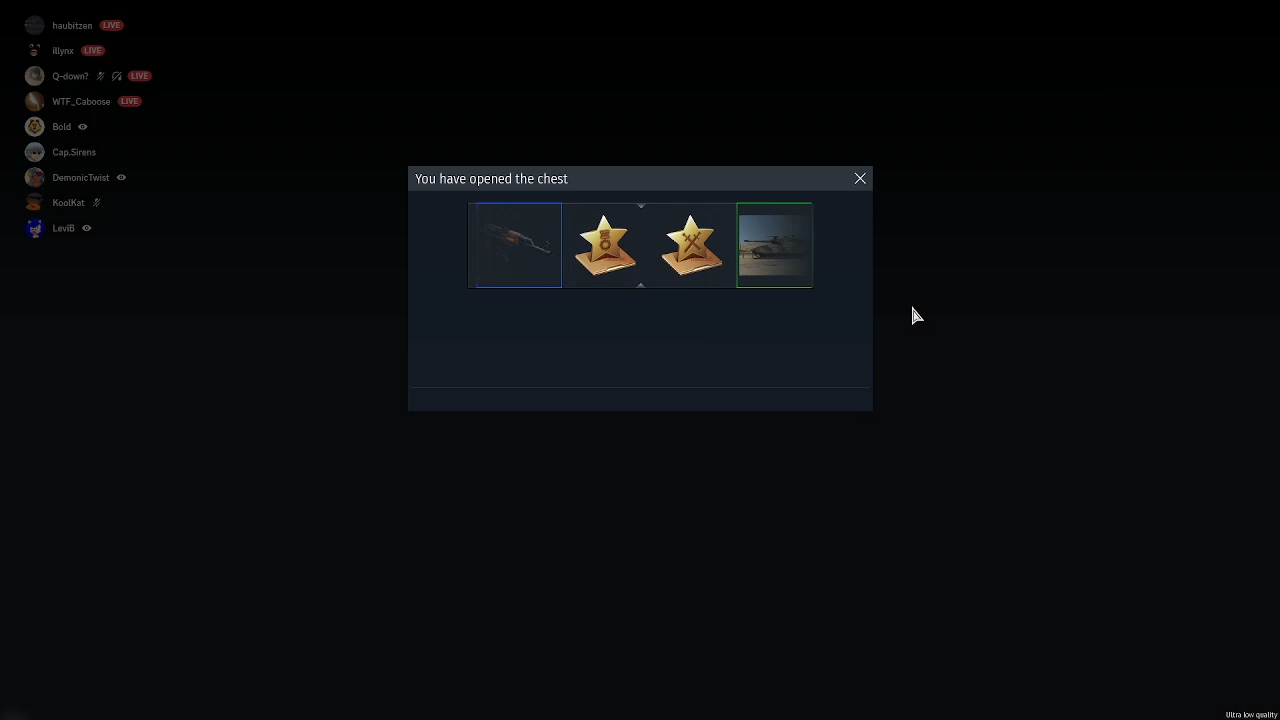 haubitzen LIVE
illynx LIVE
Q-down? LIVE
WTF_Caboose LIVE
Bold
Cap.Sirens
DemonicTwist
KoolKat
LeviB
You have opened the chest
Ultra low quality